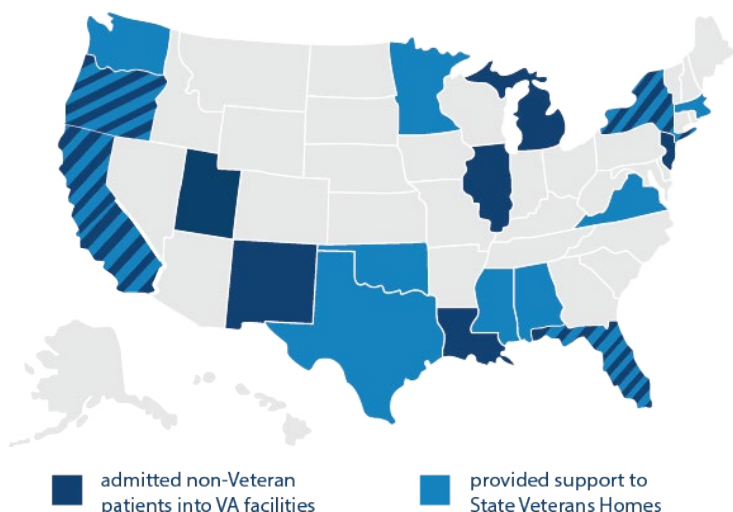 admitted non-Veteran
patients into VA facilities
provided support to
State Veterans Homes